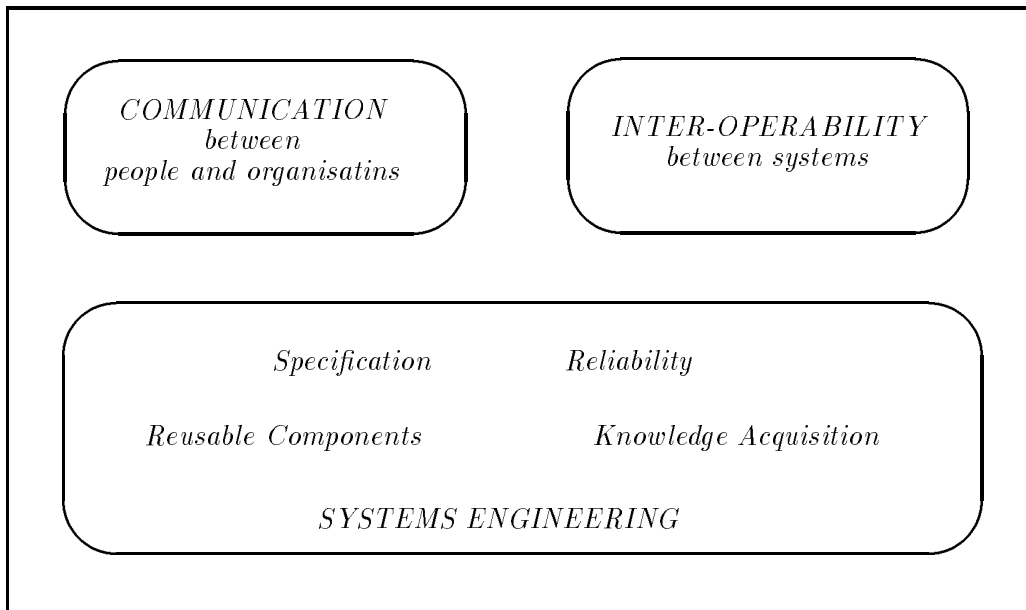 COMMUNICATION
between
people and organisatins
INTER-OPERABILITY
between systems
Specification Reliability
Reusable Components Knowledge Acquisition
SYSTEMS ENGINEERING